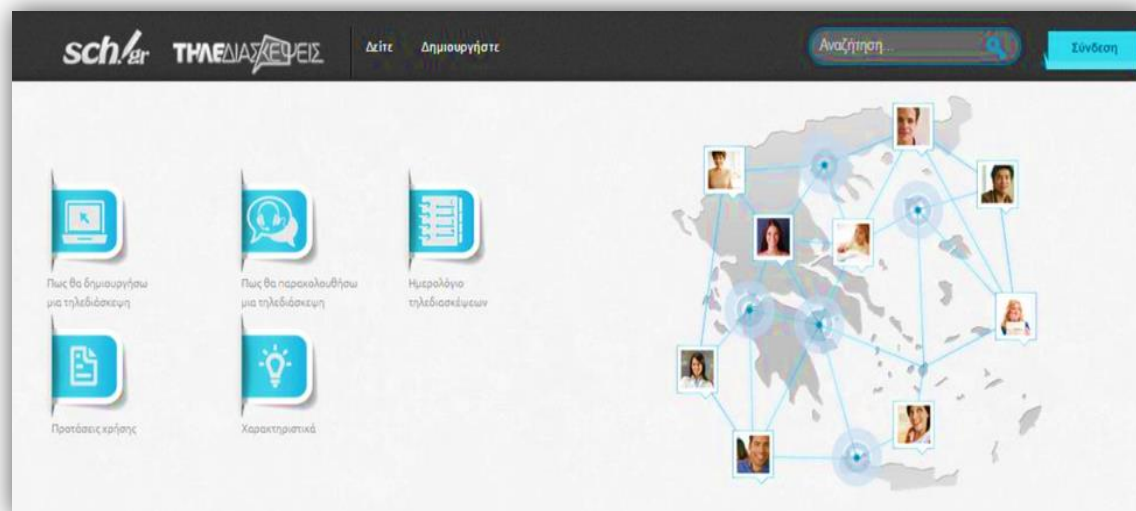 sch/gr ΤΗΛΕΔΙΑΣΚΕΨΕΙΣ Δείτε Δημιουργήστε Αναζήτηση... Σύνδεση
Πως θα δημιουργήσω
μια τηλεδιάσκεψη
Πως θα παρακολουθήσω
μια τηλεδιάσκεψη
Ημερολόγιο
τηλεδιασκέψεων
Προτάσεις χρήσης
Χαρακτηριστικά